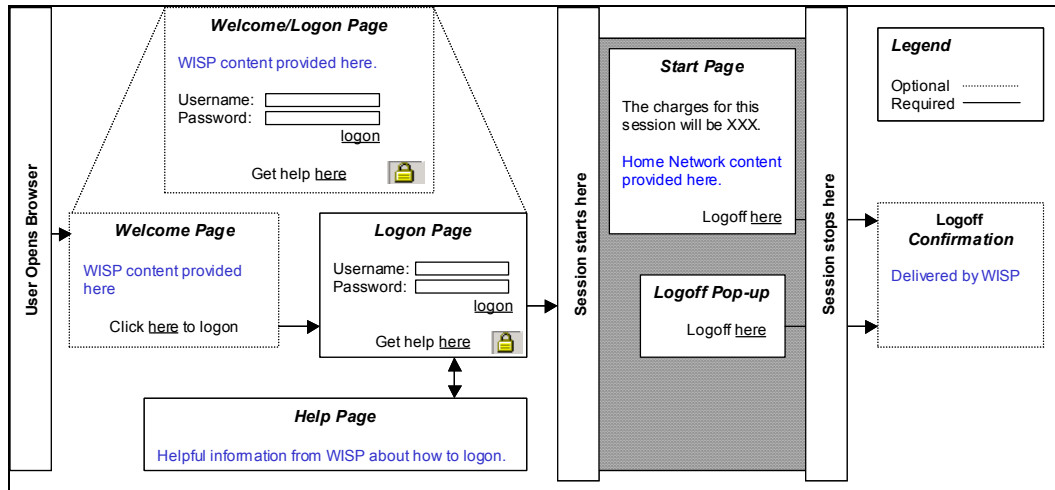 User Opens Browser
Welcome/Logon Page
WISP content provided here.
Username:
Password:
logon
Get help here
Welcome Page
WISP content provided
here
Click here to logon
Logon Page
Username:
Password:
logon
Get help here
Help Page
Helpful information from WISP about how to logon.
Session starts here
Start Page
The charges for this
session will be XXX.
Home Network content
provided here.
Logoff here
Logoff Pop-up
Logoff here
Session stops here
Legend
Optional
Required
Logoff
Confirmation
Delivered by WISP